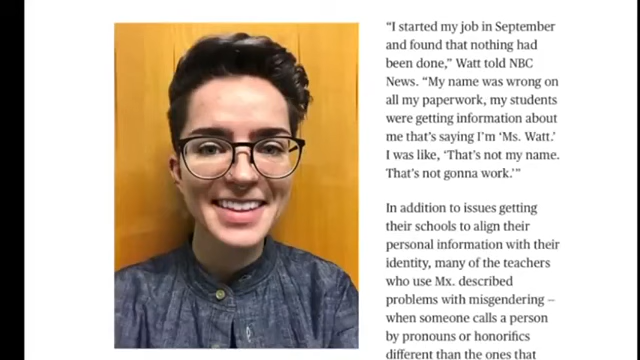 “I started my job in September
and found that nothing had
been done,” Watt told NBC
News. “My name was wrong on
all my paperwork, my students
were getting information about
me that’s saying I’m ‘Ms. Watt.’
I was like, ‘That’s not my name.
That’s not gonna work.’”
In addition to issues getting
their schools to align their
personal information with their
identity, many of the teachers
who use Mx. described
problems with misgendering —
when someone calls a person
by pronouns or honorifics
different than the ones that